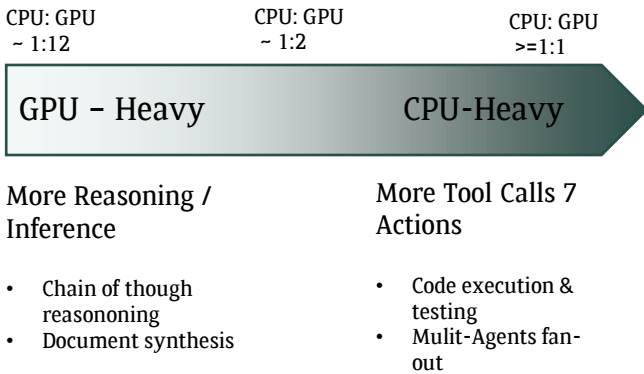 CPU: GPU
~ 1:12
CPU: GPU
~ 1:2
CPU: GPU
>=1:1
GPU – Heavy
CPU-Heavy
More Reasoning /
Inference
• Chain of though
reasononing
• Document synthesis
More Tool Calls 7
Actions
• Code execution &
testing
• Mulit-Agents fan-
out